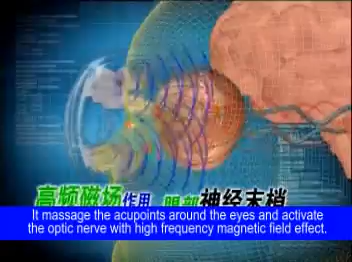 高频磁场作用 眼部神经末梢
It massage the acupoints around the eyes and activate
the optic nerve with high frequency magnetic field effect.